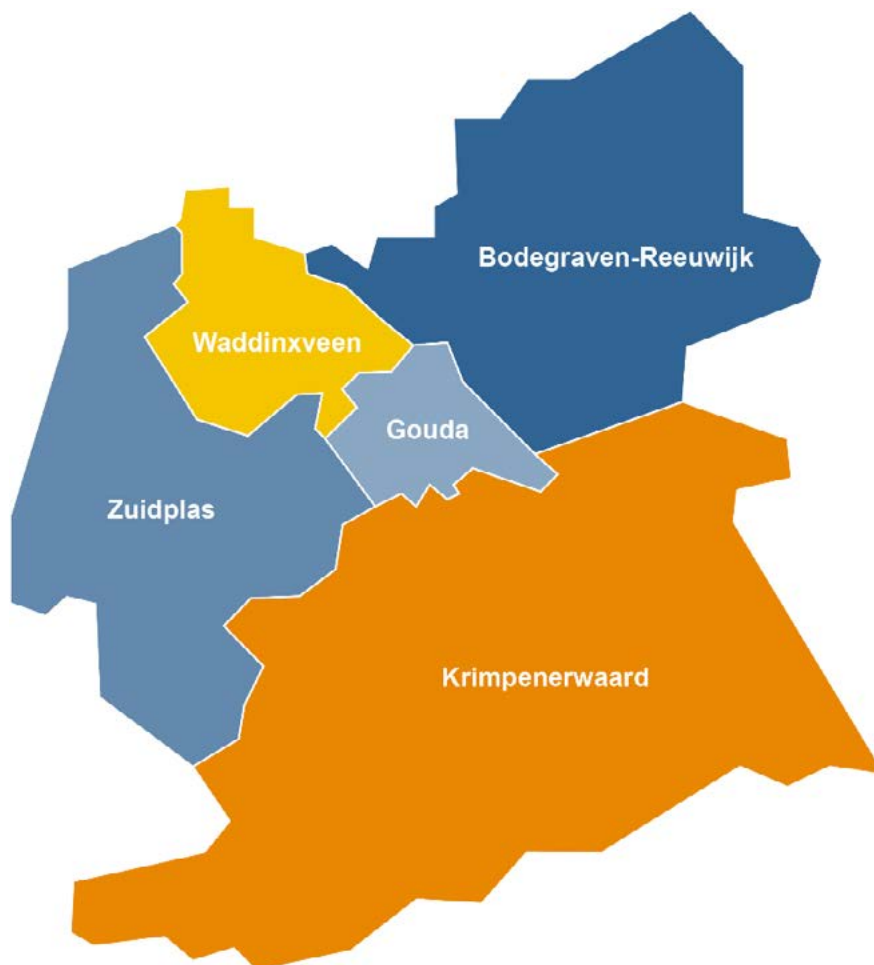 Bodegraven-Reeuwijk
Waddinxveen
Gouda
Zuidplas
Krimpenerwaard